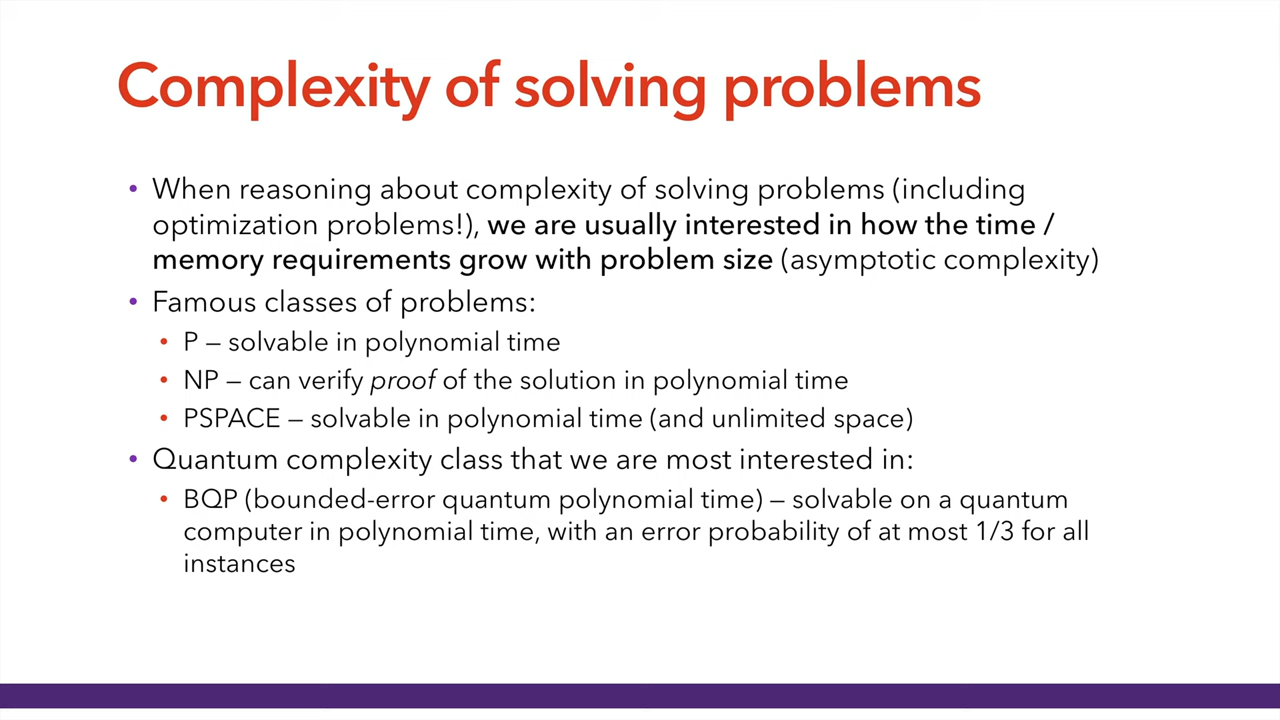 Complexity of solving problems
• When reasoning about complexity of solving problems (including
optimization problems!), we are usually interested in how the time /
memory requirements grow with problem size (asymptotic complexity)
• Famous classes of problems:
• P – solvable in polynomial time
• NP – can verify proof of the solution in polynomial time
• PSPACE – solvable in polynomial time (and unlimited space)
• Quantum complexity class that we are most interested in:
• BQP (bounded-error quantum polynomial time) – solvable on a quantum
computer in polynomial time, with an error probability of at most 1/3 for all
instances